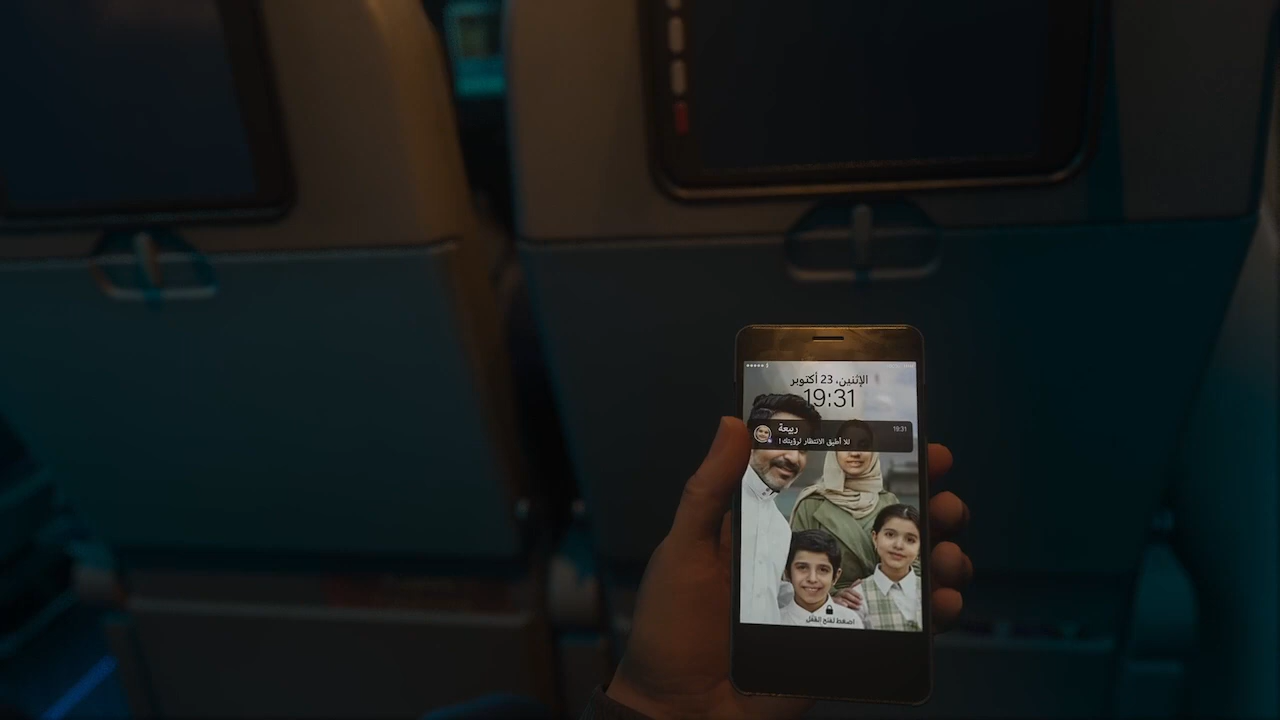 الإثنين، 23 أكتوبر
19:31
ربيعة
19:31
لا أطيق الانتظار لرؤيتك !
اضغط لفتح القفل